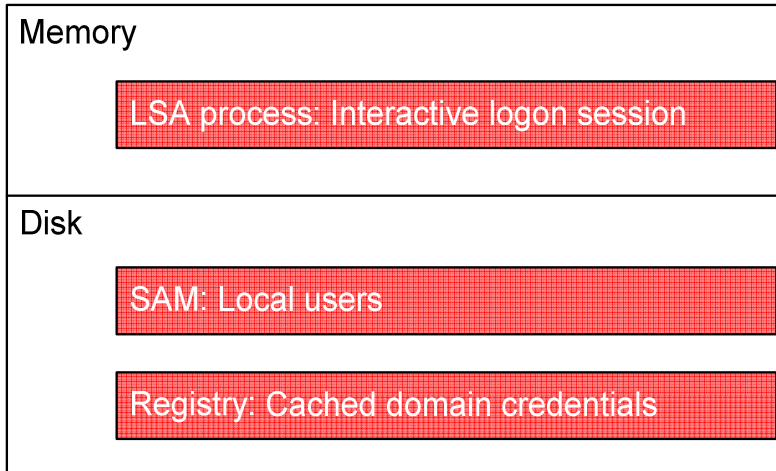 Memory
LSA process: Interactive logon session
Disk
SAM: Local users
Registry: Cached domain credentials